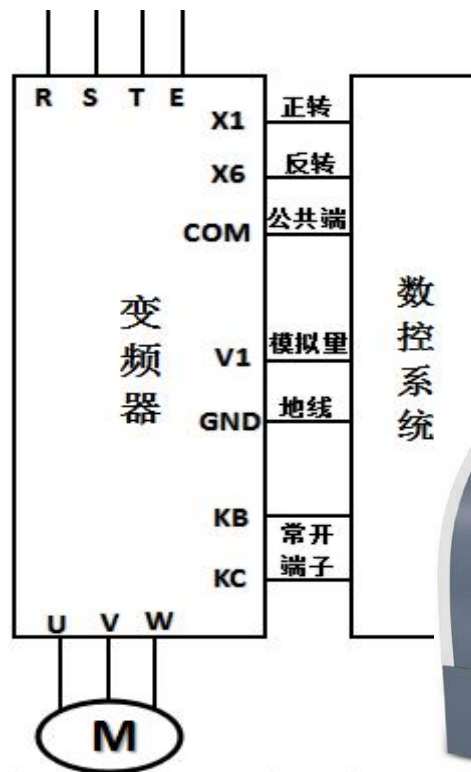 R S T E
X1 正转
X6 反转
COM 公共端
变频器
数控系统
V1 模拟量
GND 地线
KB
常开
端子
KC
U V W
M